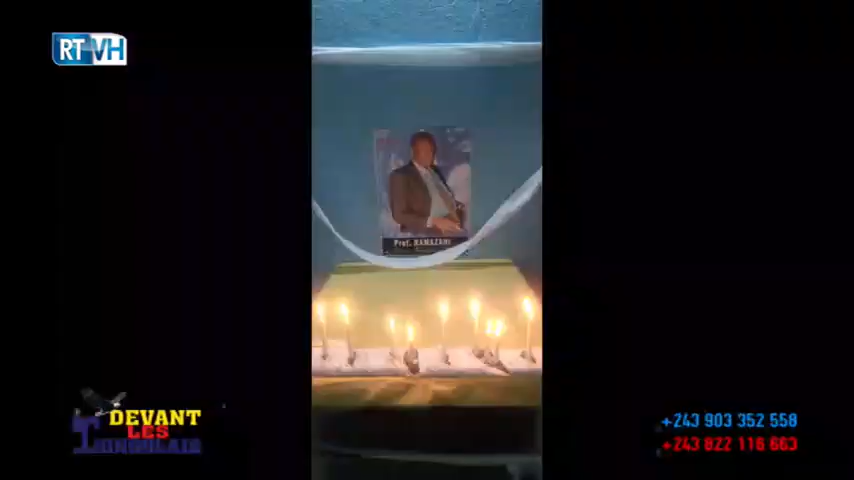 RTVH
Prof. RAMAZANI
DEVANT
LES
+243 903 352 558
+243 822 116 663